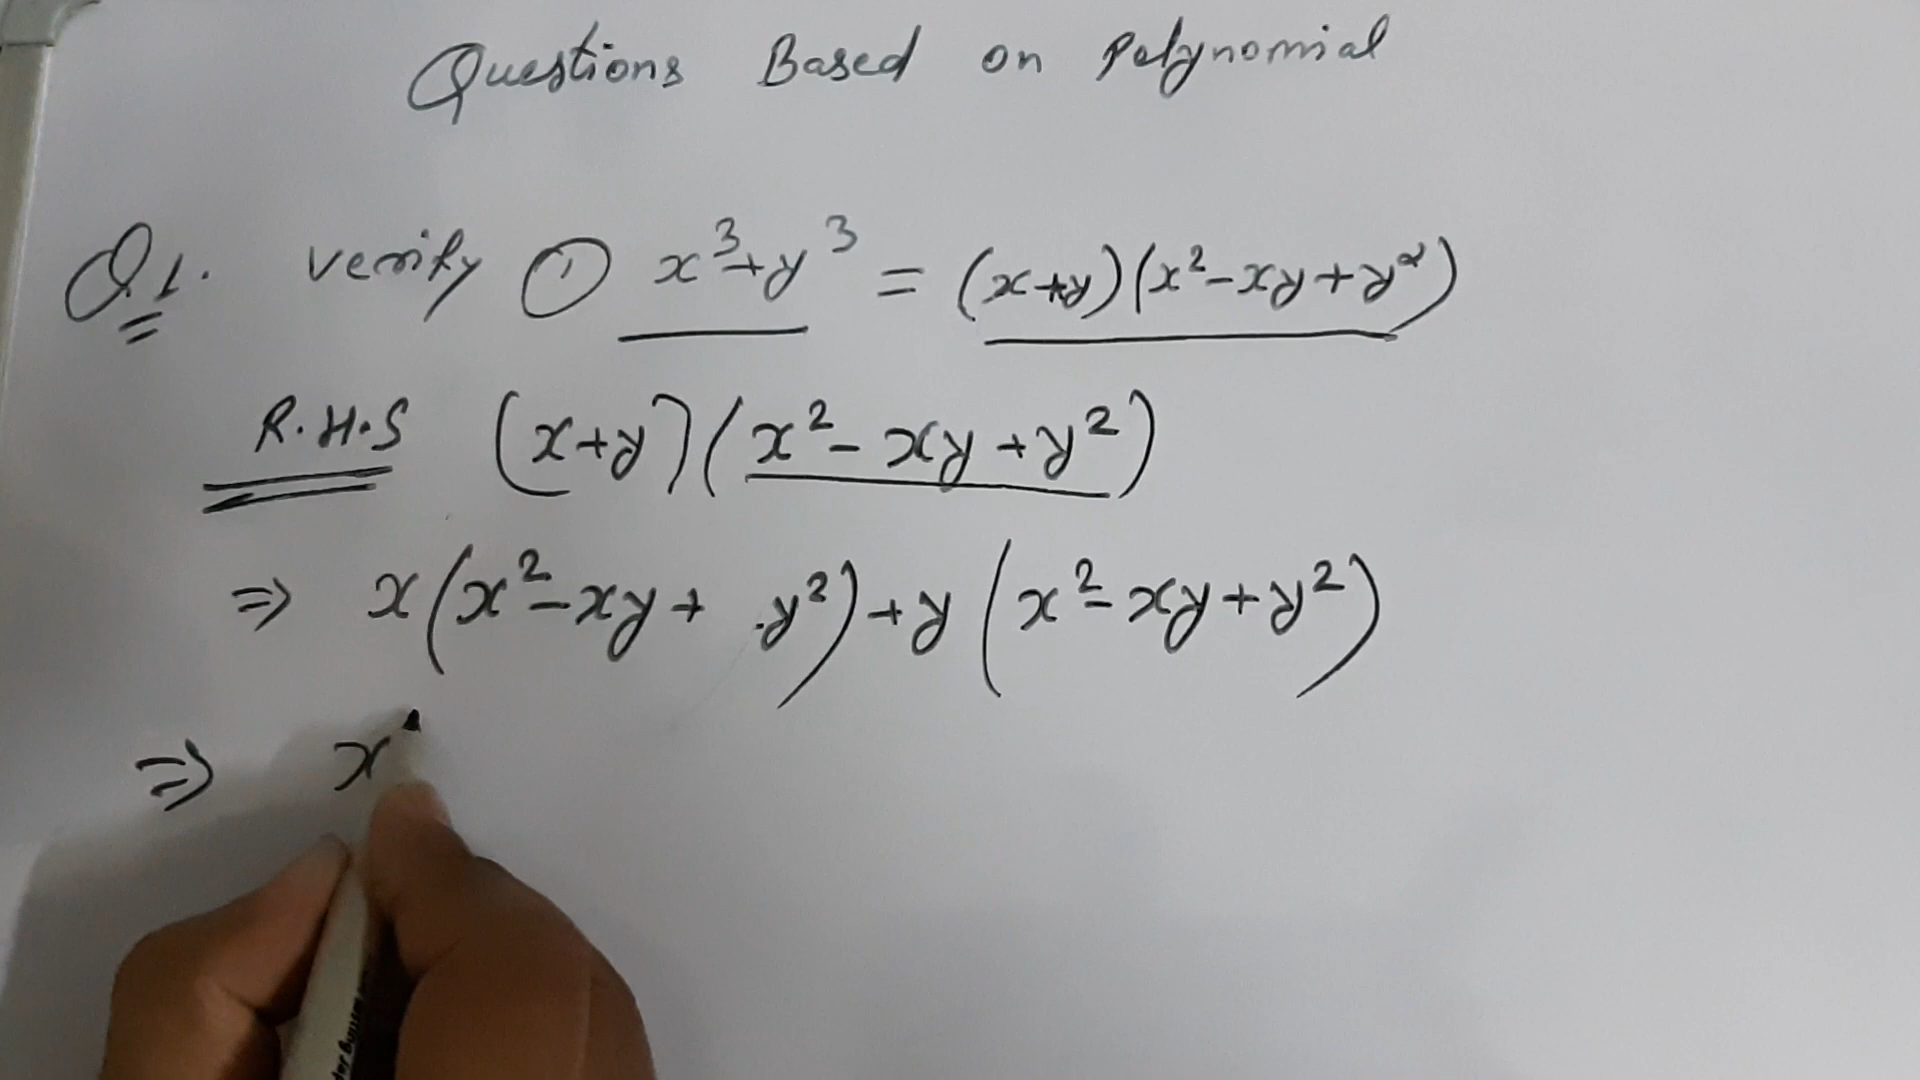 Questions Based on Polynomial
Q.1. verify ① x³+y³ = (x+y)(x²-xy+y²)
R.H.S (x+y)(x²-xy+y²)
⇒ x(x²-xy+ y²)+y(x²-xy+y²)
⇒ x